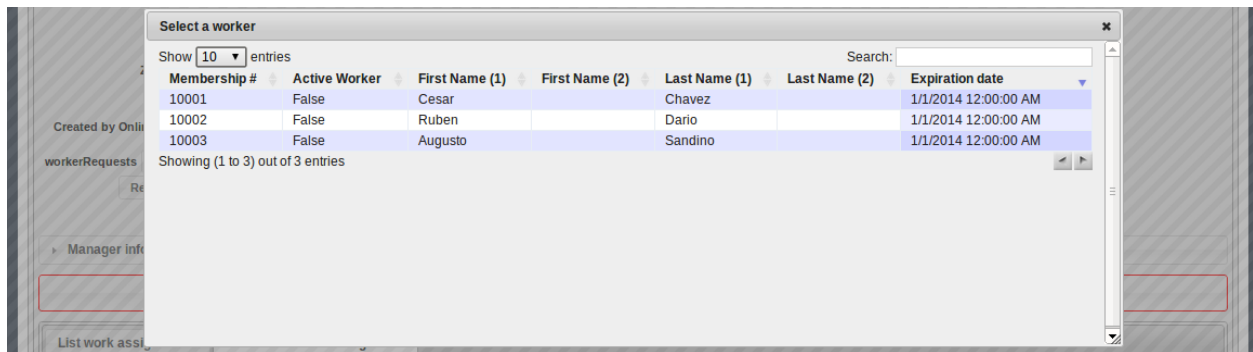 Select a worker
Show 10 entries Search:
Membership # Active Worker First Name (1) First Name (2) Last Name (1) Last Name (2) Expiration date
10001 False Cesar Chavez 1/1/2014 12:00:00 AM
10002 False Ruben Dario 1/1/2014 12:00:00 AM
10003 False Augusto Sandino 1/1/2014 12:00:00 AM
Showing (1 to 3) out of 3 entries
Created by
workerRequests
Manager
List work